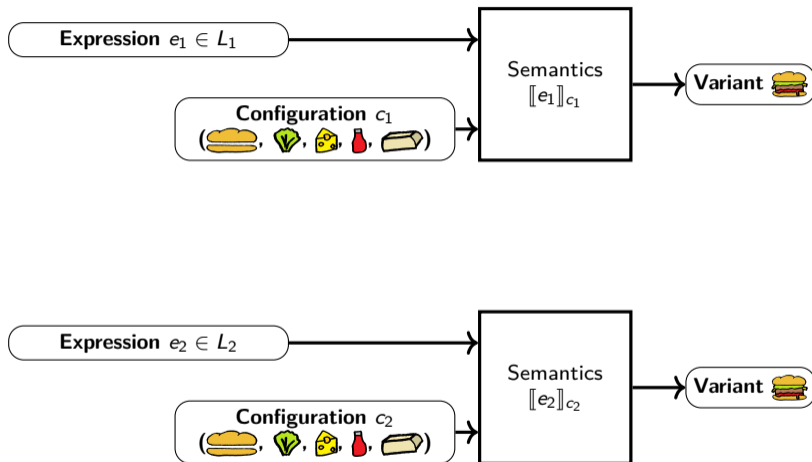 Expression e₁ ∈ L₁
Semantics
⟦e₁⟧c₁
Variant
Configuration c₁
( , , , , )
Expression e₂ ∈ L₂
Semantics
⟦e₂⟧c₂
Variant
Configuration c₂
( , , , , )